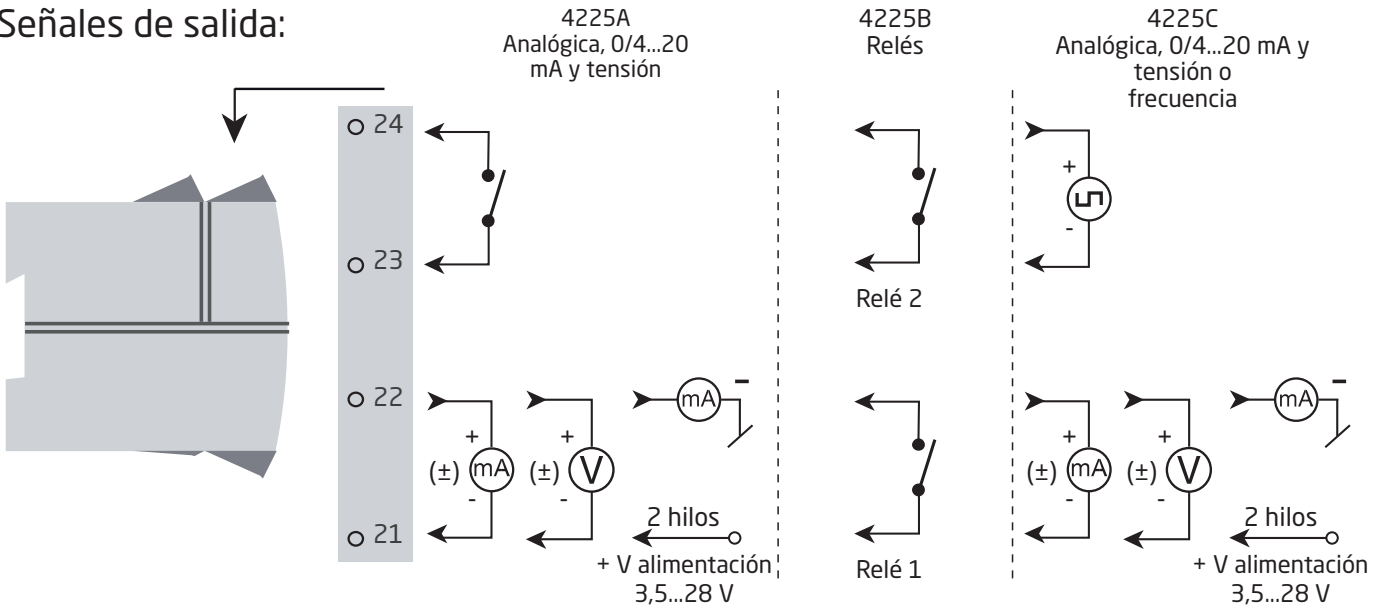 Señales de salida:
4225A
Analógica, 0/4...20
mA y tensión
4225B
Relés
4225C
Analógica, 0/4...20 mA y
tensión o
frecuencia
24
23
22
21
+
-
Relé 2
mA
-
mA
-
+
(±) mA
-
+
(±) V
-
2 hilos
+ V alimentación
3,5...28 V
Relé 1
+
(±) mA
-
+
(±) V
-
2 hilos
+ V alimentación
3,5...28 V